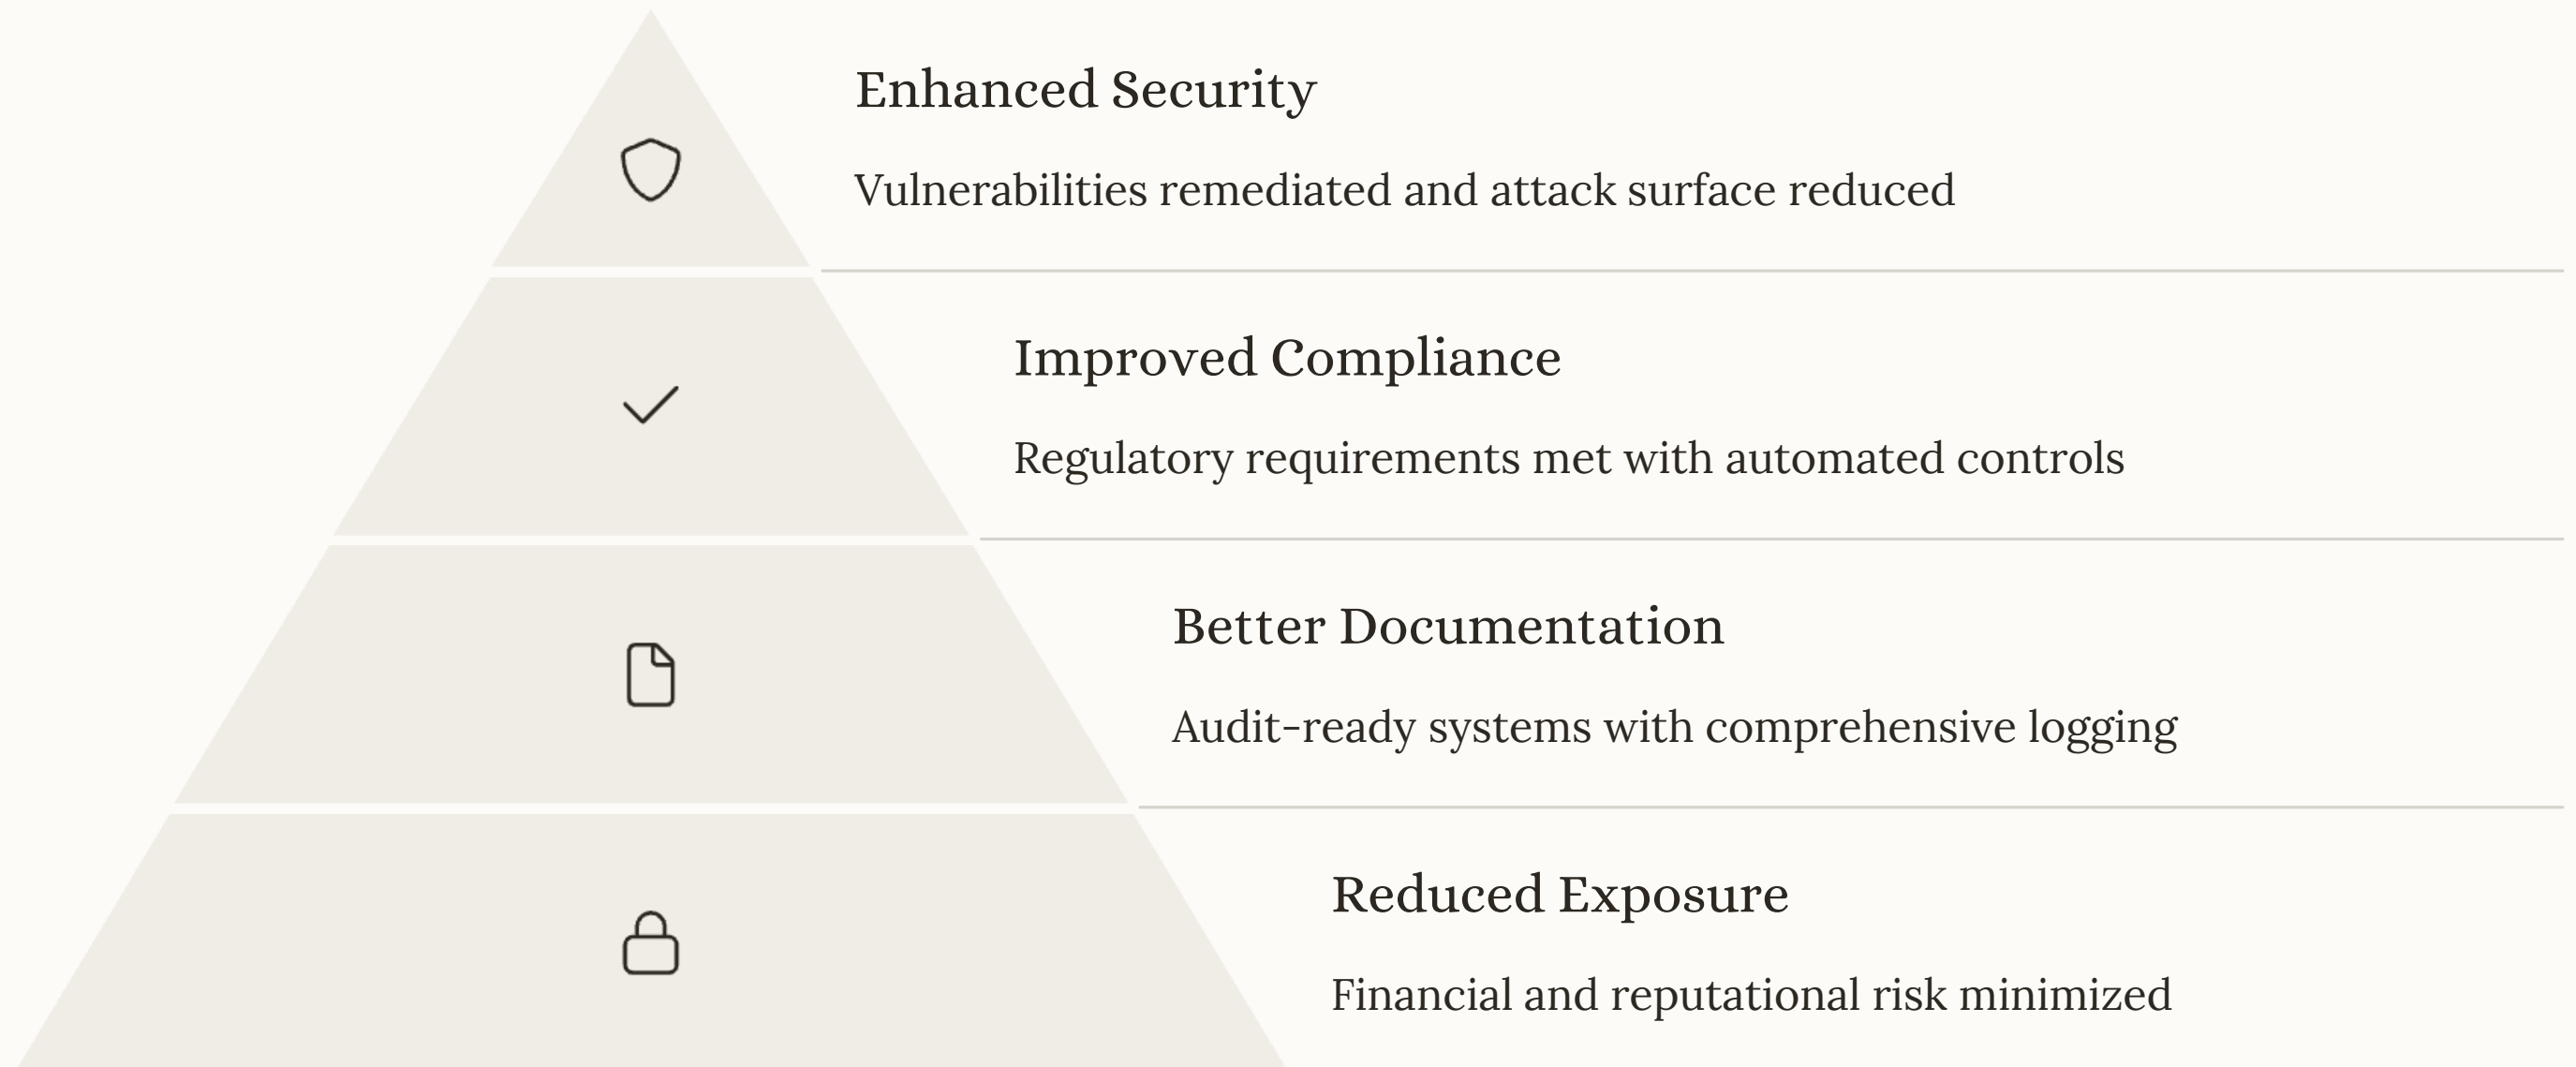 Enhanced Security
Vulnerabilities remediated and attack surface reduced
Improved Compliance
Regulatory requirements met with automated controls
Better Documentation
Audit-ready systems with comprehensive logging
Reduced Exposure
Financial and reputational risk minimized